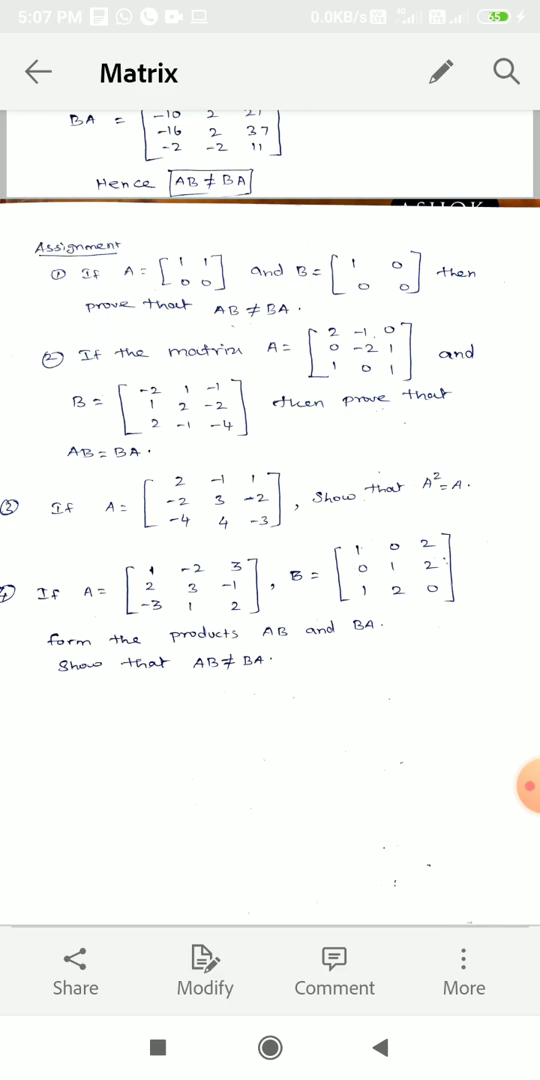 5:07 PM 0.0KB/s 4G 65
Matrix
BA = [ -10 2 21
-16 2 37
-2 -2 11 ]
Hence AB ≠ BA
Assignment
① If A = [ 1 1 and B = [ 1 0 then
0 0 ] 0 0 ]
prove that AB ≠ BA.
② If the matrix A = [ 2 -1 0
0 -2 1 and
1 0 1 ]
B = [ -2 1 -1
1 2 -2 then prove that
2 -1 -4 ]
AB = BA.
③ If A = [ 2 -1 1
-2 3 -2 , show that A² = A.
-4 4 -3 ]
If A = [ 1 -2 3 B = [ 1 0 2
2 3 -1 , 0 1 2
-3 1 2 ] 1 2 0 ]
form the products AB and BA.
Show that AB ≠ BA.
Share Modify Comment More